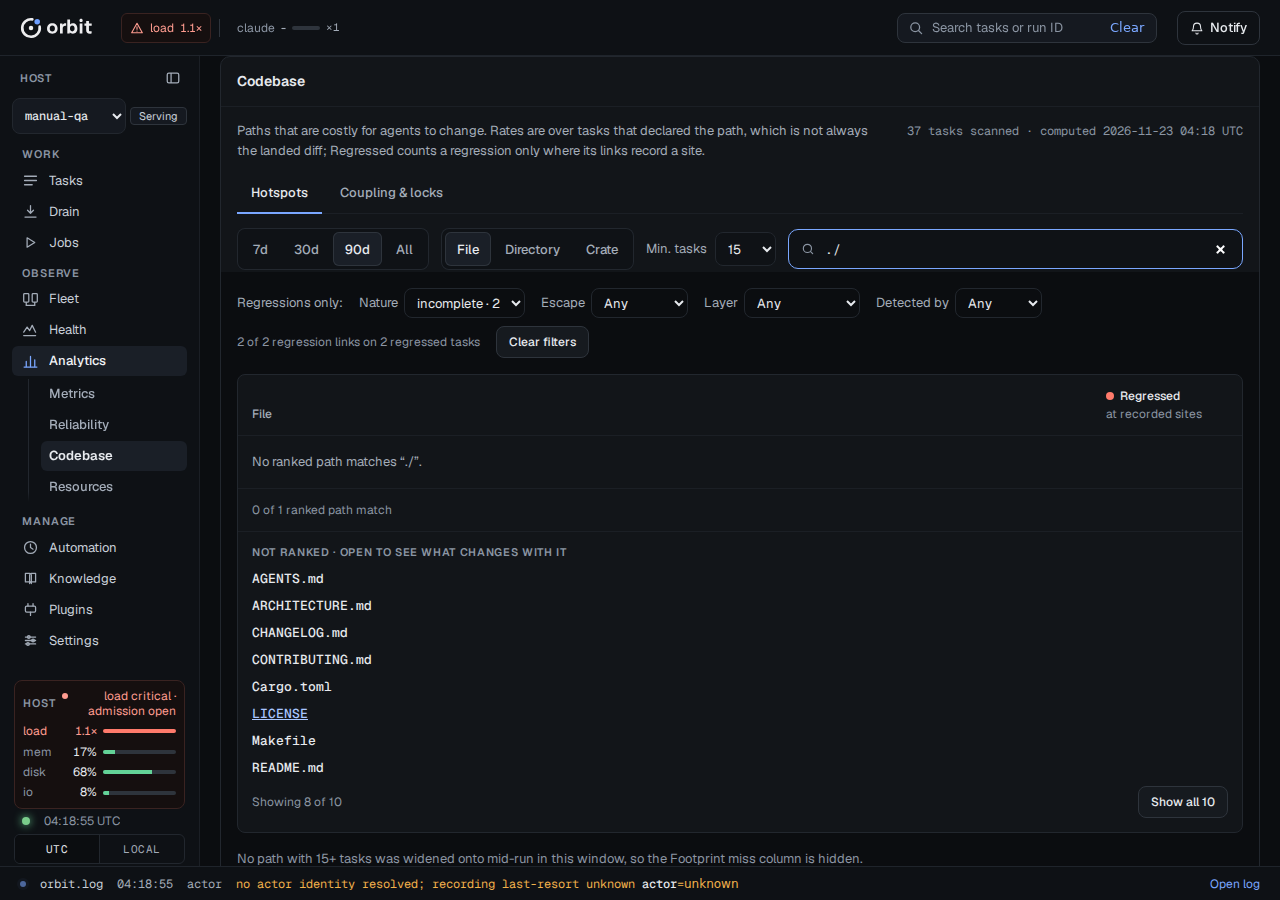 orbit
load 1.1×
claude - ×1
Search tasks or run ID
Clear
Notify
HOST
manual-qa
Serving
WORK
Tasks
Drain
Jobs
OBSERVE
Fleet
Health
Analytics
Metrics
Reliability
Codebase
Resources
MANAGE
Automation
Knowledge
Plugins
Settings
HOST
load critical ·
admission open
load 1.1×
mem 17%
disk 68%
io 8%
04:18:55 UTC
UTC
LOCAL
Codebase
Paths that are costly for agents to change. Rates are over tasks that declared the path, which is not always
the landed diff; Regressed counts a regression only where its links record a site.
37 tasks scanned · computed 2026-11-23 04:18 UTC
Hotspots
Coupling & locks
7d 30d 90d All
File Directory Crate
Min. tasks 15
./
Regressions only: Nature incomplete · 2 Escape Any Layer Any Detected by Any
2 of 2 regression links on 2 regressed tasks
Clear filters
File
Regressed
at recorded sites
No ranked path matches “./”.
0 of 1 ranked path match
NOT RANKED · OPEN TO SEE WHAT CHANGES WITH IT
AGENTS.md
ARCHITECTURE.md
CHANGELOG.md
CONTRIBUTING.md
Cargo.toml
LICENSE
Makefile
README.md
Showing 8 of 10
Show all 10
No path with 15+ tasks was widened onto mid-run in this window, so the Footprint miss column is hidden.
orbit.log 04:18:55 actor no actor identity resolved; recording last-resort unknown actor=unknown
Open log